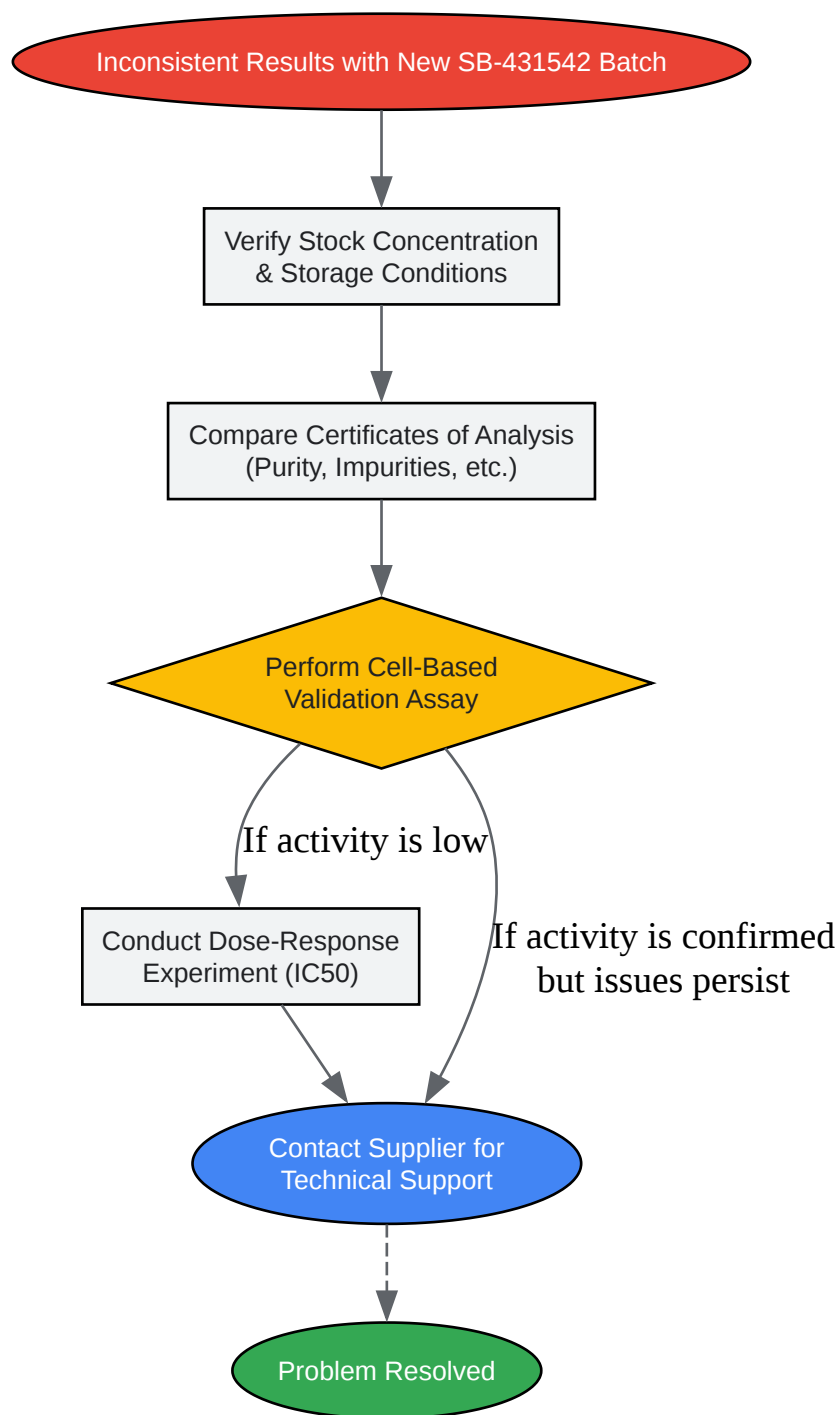 Inconsistent Results with New SB-431542 Batch
Verify Stock Concentration
& Storage Conditions
Compare Certificates of Analysis
(Purity, Impurities, etc.)
Perform Cell-Based
Validation Assay
If activity is low
Conduct Dose-Response
Experiment (IC50)
If activity is confirmed
but issues persist
Contact Supplier for
Technical Support
Problem Resolved